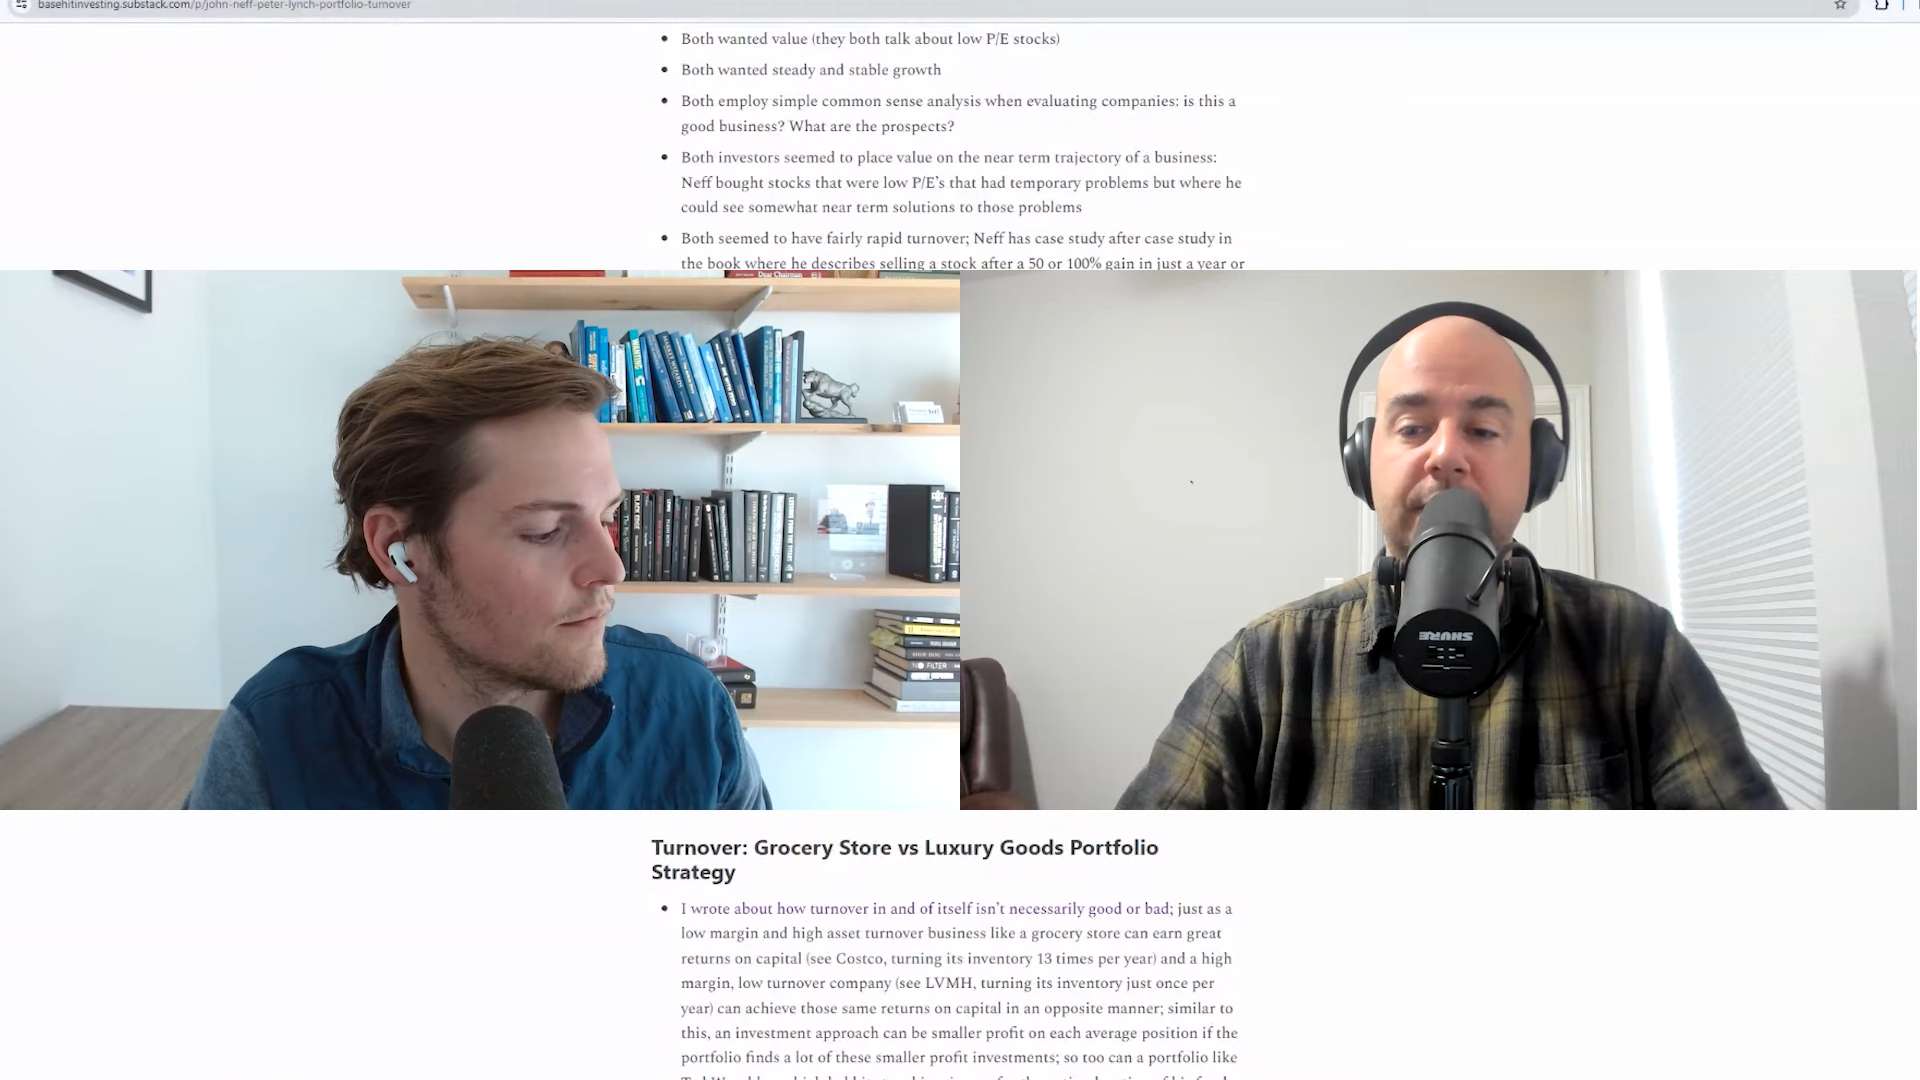 basehitinvesting.substack.com/p/john-neff-peter-lynch-portfolio-turnover
Both wanted value (they both talk about low P/E stocks)
Both wanted steady and stable growth
Both employ simple common sense analysis when evaluating companies: is this a
good business? What are the prospects?
Both investors seemed to place value on the near term trajectory of a business:
Neff bought stocks that were low P/E's that had temporary problems but where he
could see somewhat near term solutions to those problems
Both seemed to have fairly rapid turnover; Neff has case study after case study in
the book where he describes selling a stock after a 50 or 100% gain in just a year or
Dear Chairman
BLACK EDGE
NO FILTER
SHURE
Turnover: Grocery Store vs Luxury Goods Portfolio
Strategy
I wrote about how turnover in and of itself isn't necessarily good or bad; just as a
low margin and high asset turnover business like a grocery store can earn great
returns on capital (see Costco, turning its inventory 13 times per year) and a high
margin, low turnover company (see LVMH, turning its inventory just once per
year) can achieve those same returns on capital in an opposite manner; similar to
this, an investment approach can be smaller profit on each average position if the
portfolio finds a lot of these smaller profit investments; so too can a portfolio like